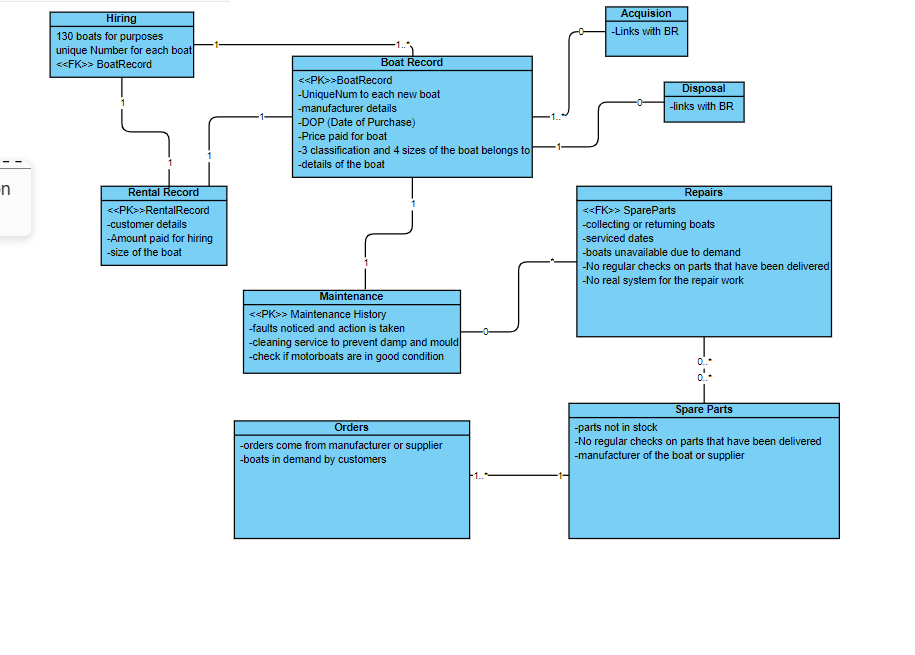 Hiring
130 boats for purposes
unique Number for each boat
<<FK>> BoatRecord
1
1..*
Acquision
-Links with BR
0
Boat Record
<<PK>>BoatRecord
-UniqueNum to each new boat
-manufacturer details
-DOP (Date of Purchase)
-Price paid for boat
-3 classification and 4 sizes of the boat belongs to
-details of the boat
Disposal
-links with BR
0
1
1
1..*
1
1
1
n
Rental Record
<<PK>>RentalRecord
-customer details
-Amount paid for hiring
-size of the boat
1
1
Repairs
<<FK>> SpareParts
-collecting or returning boats
-serviced dates
-boats unavailable due to demand
-No regular checks on parts that have been delivered
-No real system for the repair work
*
Maintenance
<<PK>> Maintenance History
-faults noticed and action is taken
-cleaning service to prevent damp and mould
-check if motorboats are in good condition
0
0..*
0..*
Spare Parts
-parts not in stock
-No regular checks on parts that have been delivered
-manufacturer of the boat or supplier
Orders
-orders come from manufacturer or supplier
-boats in demand by customers
1..*
1